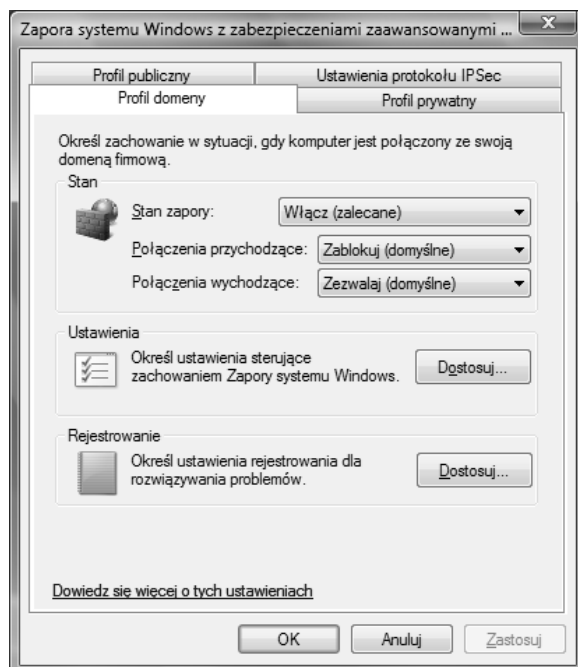 Zapora systemu Windows z zabezpieczeniami zaawansowanymi ...
Profil publiczny
Ustawienia protokołu IPSec
Profil domeny
Profil prywatny
Określ zachowanie w sytuacji, gdy komputer jest połączony ze swoją
domeną firmową.
Stan
Stan zapory:
Włącz (zalecane)
Połączenia przychodzące:
Zablokuj (domyślne)
Połączenia wychodzące:
Zezwalaj (domyślne)
Ustawienia
Określ ustawienia sterujące
zachowaniem Zapory systemu Windows.
Dostosuj...
Rejestrowanie
Określ ustawienia rejestrowania dla
rozwiązywania problemów.
Dostosuj...
Dowiedz się więcej o tych ustawieniach
OK
Anuluj
Zastosuj